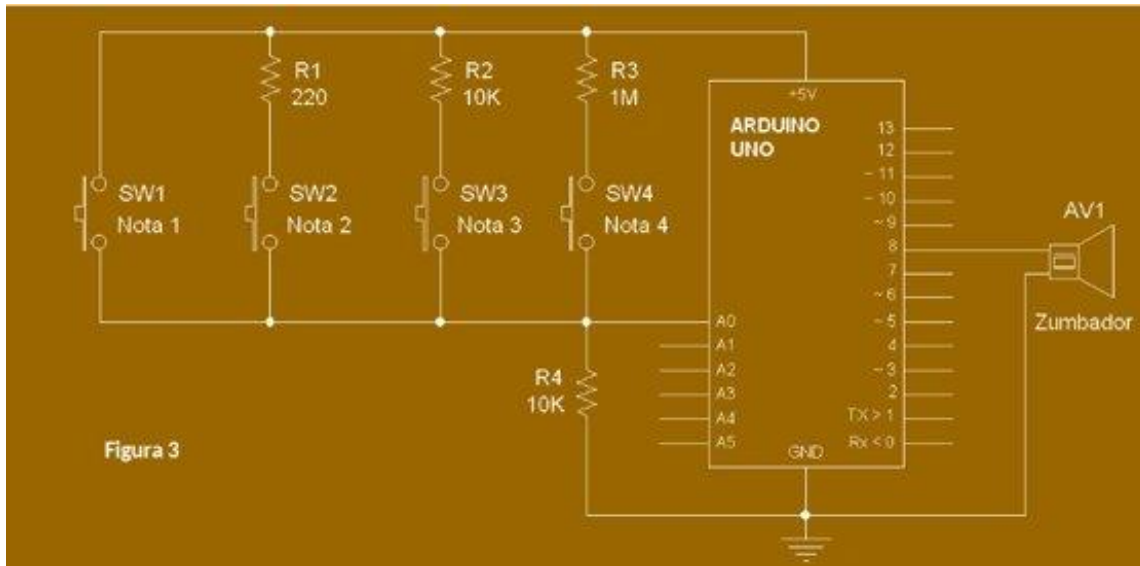 R1
220
R2
10K
R3
1M
+5V
ARDUINO
UNO
13
12
~ 11
~ 10
~ 9
8
7
~ 6
~ 5
4
~ 3
2
TX > 1
Rx < 0
SW1
Nota 1
SW2
Nota 2
SW3
Nota 3
SW4
Nota 4
AV1
Zumbador
A0
A1
A2
A3
A4
A5
R4
10K
GND
Figura 3